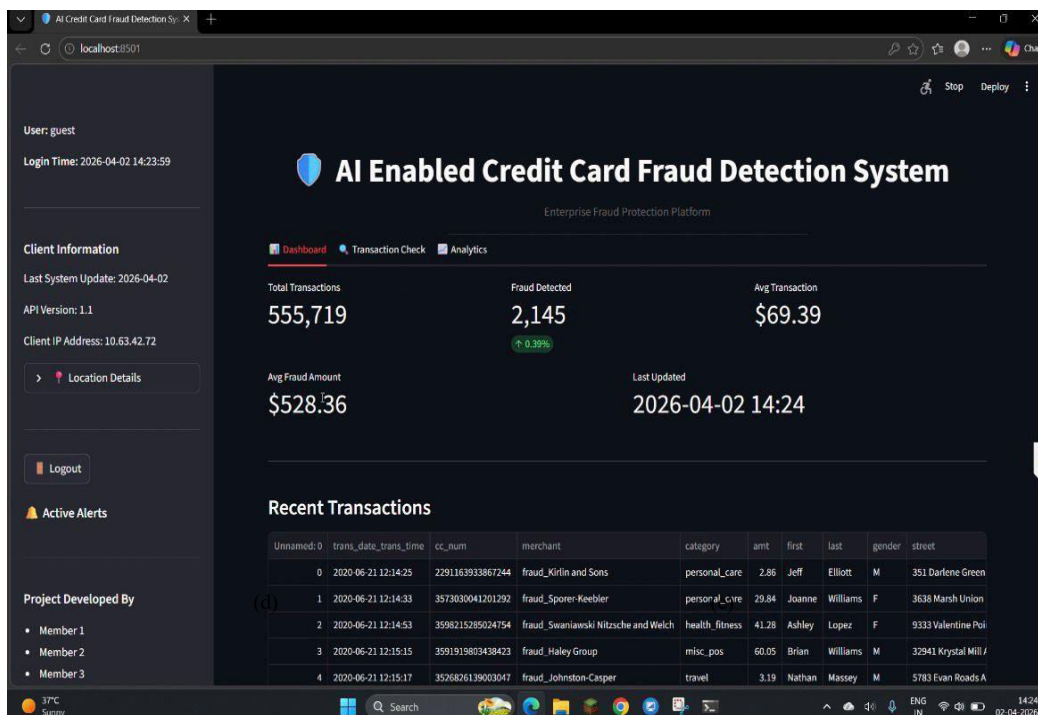 AI Credit Card Fraud Detection Sy
localhost:8501
Stop Deploy
User: guest
Login Time: 2026-04-02 14:23:59
AI Enabled Credit Card Fraud Detection System
Enterprise Fraud Protection Platform
Client Information
Last System Update: 2026-04-02
API Version: 1.1
Client IP Address: 10.63.42.72
Location Details
Logout
Active Alerts
Project Developed By
Member 1
Member 2
Member 3
Dashboard Transaction Check Analytics
Total Transactions Fraud Detected Avg Transaction
555,719 2,145 $69.39
↑ 0.39%
Avg Fraud Amount Last Updated
$528.36 2026-04-02 14:24
Recent Transactions
Unnamed: 0 trans_date_trans_time cc_num merchant category amt first last gender street
0 2020-06-21 12:14:25 2291163933867244 fraud_Kirlin and Sons personal_care 2.86 Jeff Elliott M 351 Darlene Green
1 2020-06-21 12:14:33 3573030041201292 fraud_Sporer-Keebler personal_care 29.84 Joanne Williams F 3638 Marsh Union
2 2020-06-21 12:14:53 3598215285024754 fraud_Swaniawski Nitzsche and Welch health_fitness 41.28 Ashley Lopez F 9333 Valentine Poi
3 2020-06-21 12:15:15 3591919803438423 fraud_Haley Group misc_pos 60.05 Brian Williams M 32941 Krystal Mill
4 2020-06-21 12:15:17 3526826139003047 fraud_Johnston-Casper travel 3.19 Nathan Massey M 5783 Evan Roads A
(d)
37°C
Sunny
Search
ENG
IN
14:24
02-04-2026